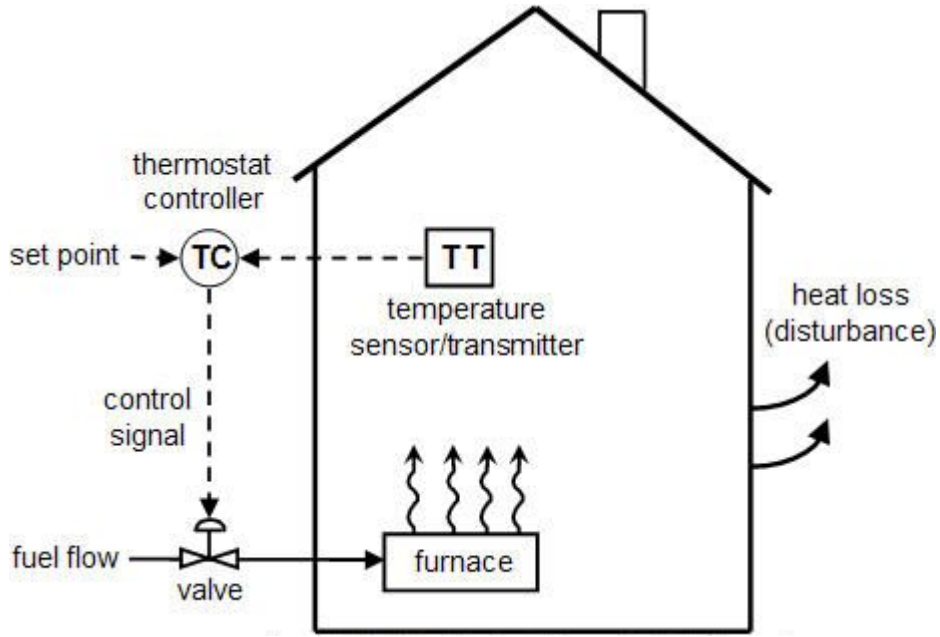 thermostat
controller
set point
TC
TT
temperature
sensor/transmitter
heat loss
(disturbance)
control
signal
fuel flow
valve
furnace